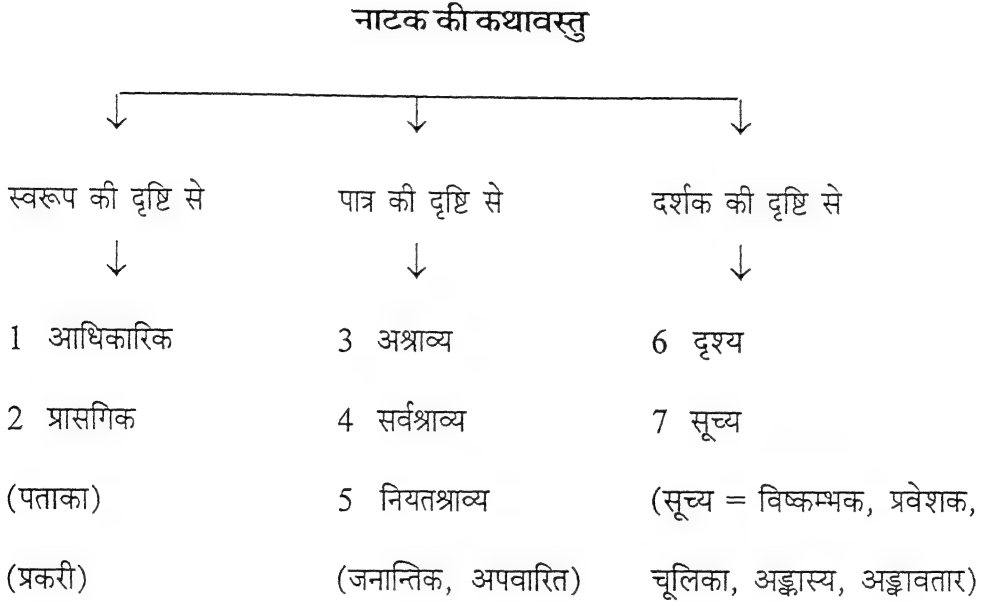 नाटक की कथावस्तु
स्वरूप की दृष्टि से
पात्र की दृष्टि से
दर्शक की दृष्टि से
1 आधिकारिक
2 प्रासगिक
(पताका)
(प्रकरी)
3 अश्राव्य
4 सर्वश्राव्य
5 नियतश्राव्य
(जनान्तिक, अपवारित)
6 दृश्य
7 सूच्य
(सूच्य = विष्कम्भक, प्रवेशक,
चूलिका, अङ्कास्य, अङ्कावतार)